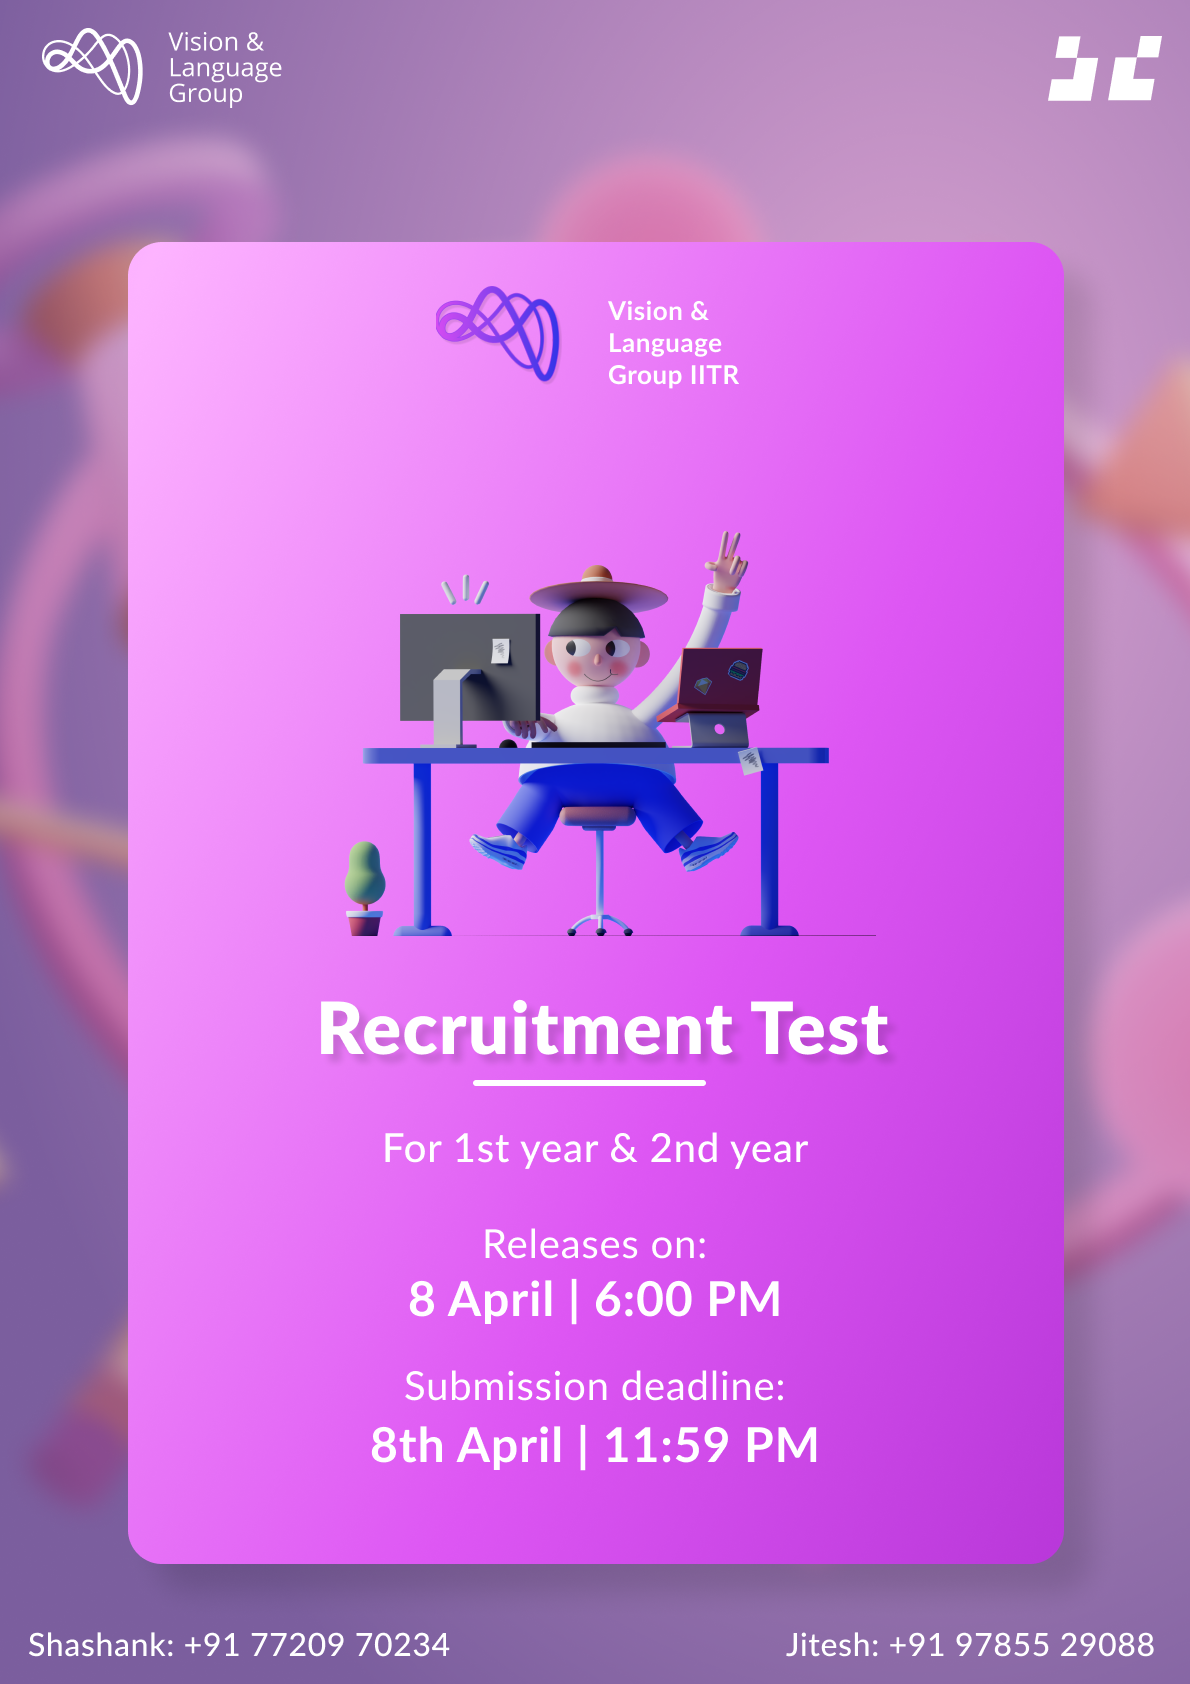 Vision &
Language
Group
Vision &
Language
Group IITR
Recruitment Test
For 1st year & 2nd year
Releases on:
8 April | 6:00 PM
Submission deadline:
8th April | 11:59 PM
Shashank: +91 77209 70234
Jitesh: +91 97855 29088